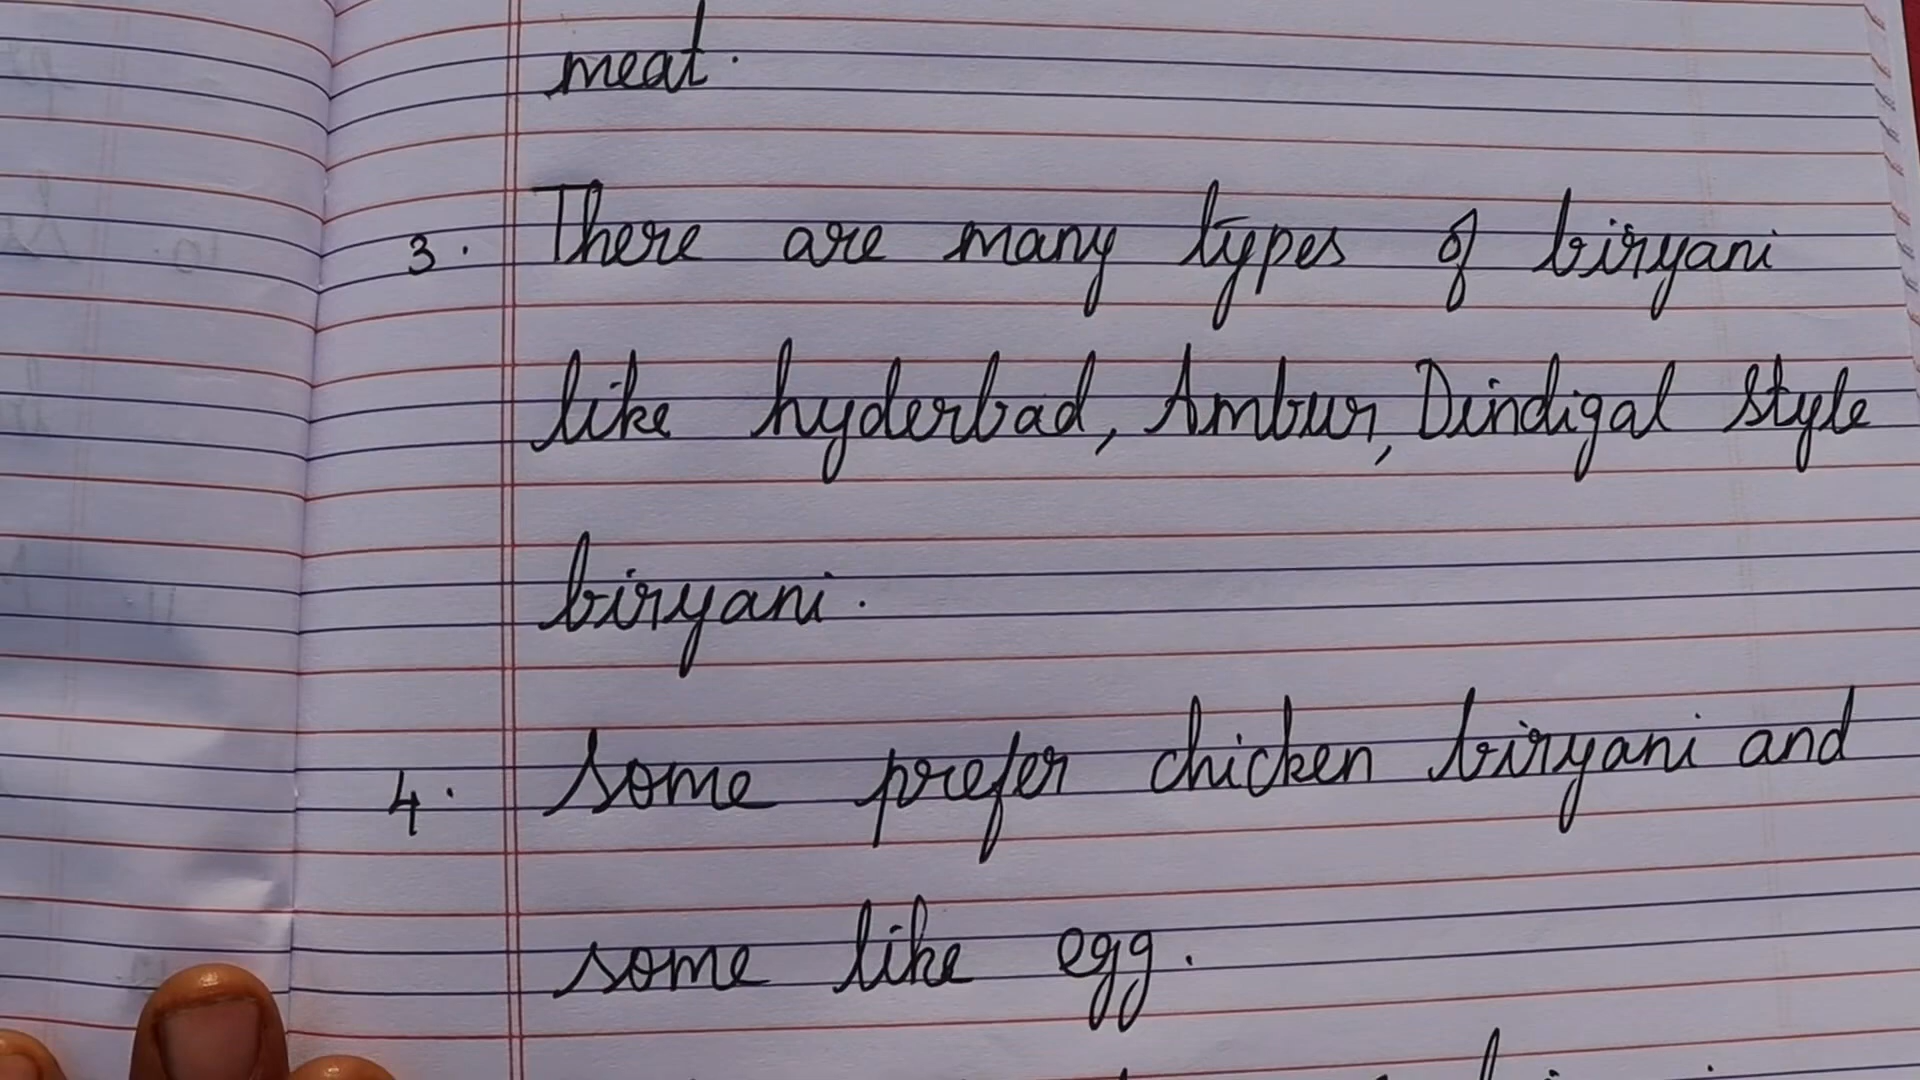 meat.
3. There are many types of biryani
like hyderbad, Ambur, Dindigal style
biryani.
4. Some prefer chicken biryani and
some like egg.